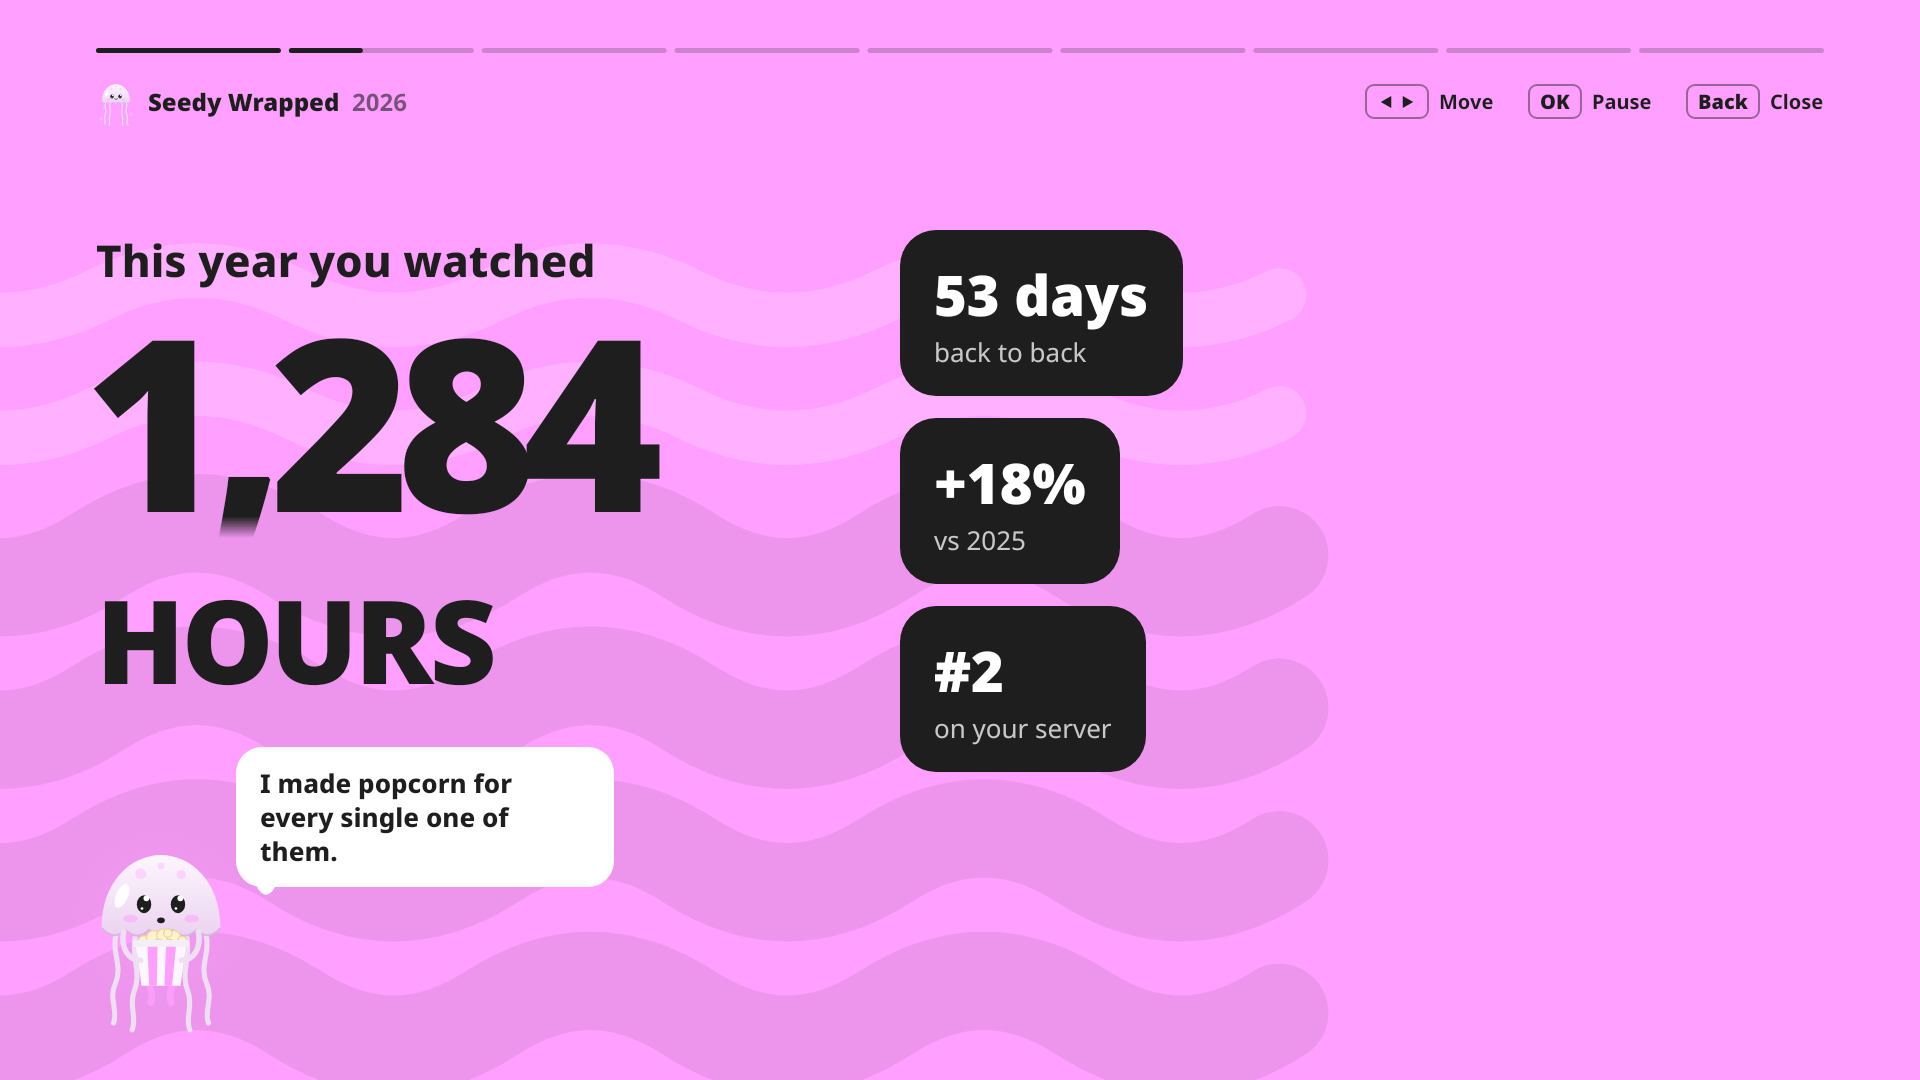 Seedy Wrapped 2026
◀ ▶ Move OK Pause Back Close
This year you watched
1,284
HOURS
53 days
back to back
+18%
vs 2025
#2
on your server
I made popcorn for
every single one of
them.